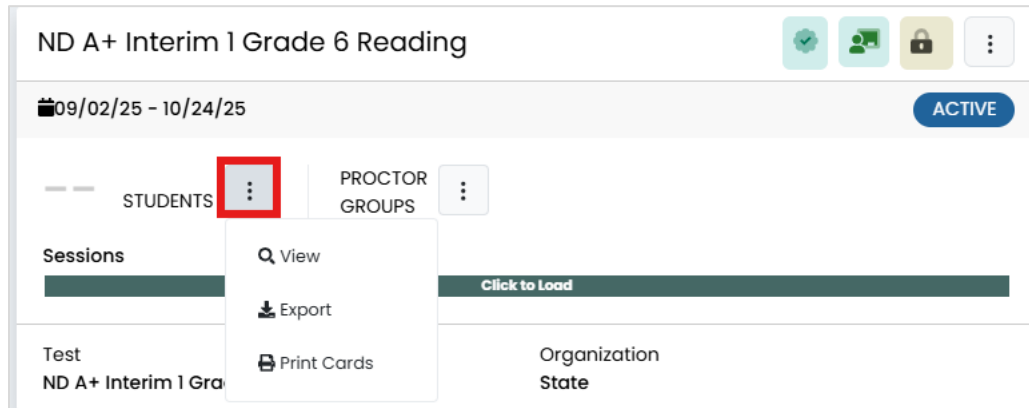 ND A+ Interim 1 Grade 6 Reading
09/02/25 - 10/24/25
ACTIVE
STUDENTS
PROCTOR
GROUPS
View
Export
Print Cards
Sessions
Click to Load
Test
ND A+ Interim 1 Gra
Organization
State